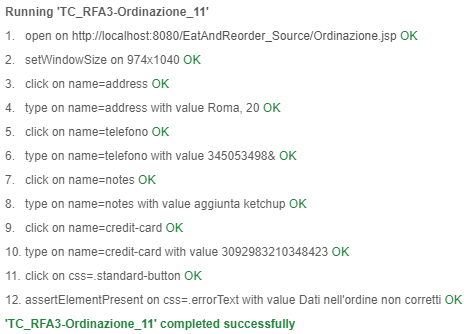 Running 'TC_RFA3-Ordinazione_11'
1. open on http://localhost:8080/EatAndReorder_Source/Ordinazione.jsp OK
2. setWindowSize on 974x1040 OK
3. click on name=address OK
4. type on name=address with value Roma, 20 OK
5. click on name=telefono OK
6. type on name=telefono with value 345053498& OK
7. click on name=notes OK
8. type on name=notes with value aggiunta ketchup OK
9. click on name=credit-card OK
10. type on name=credit-card with value 3092983210348423 OK
11. click on css=.standard-button OK
12. assertElementPresent on css=.errorText with value Dati nell'ordine non corretti OK
'TC_RFA3-Ordinazione_11' completed successfully